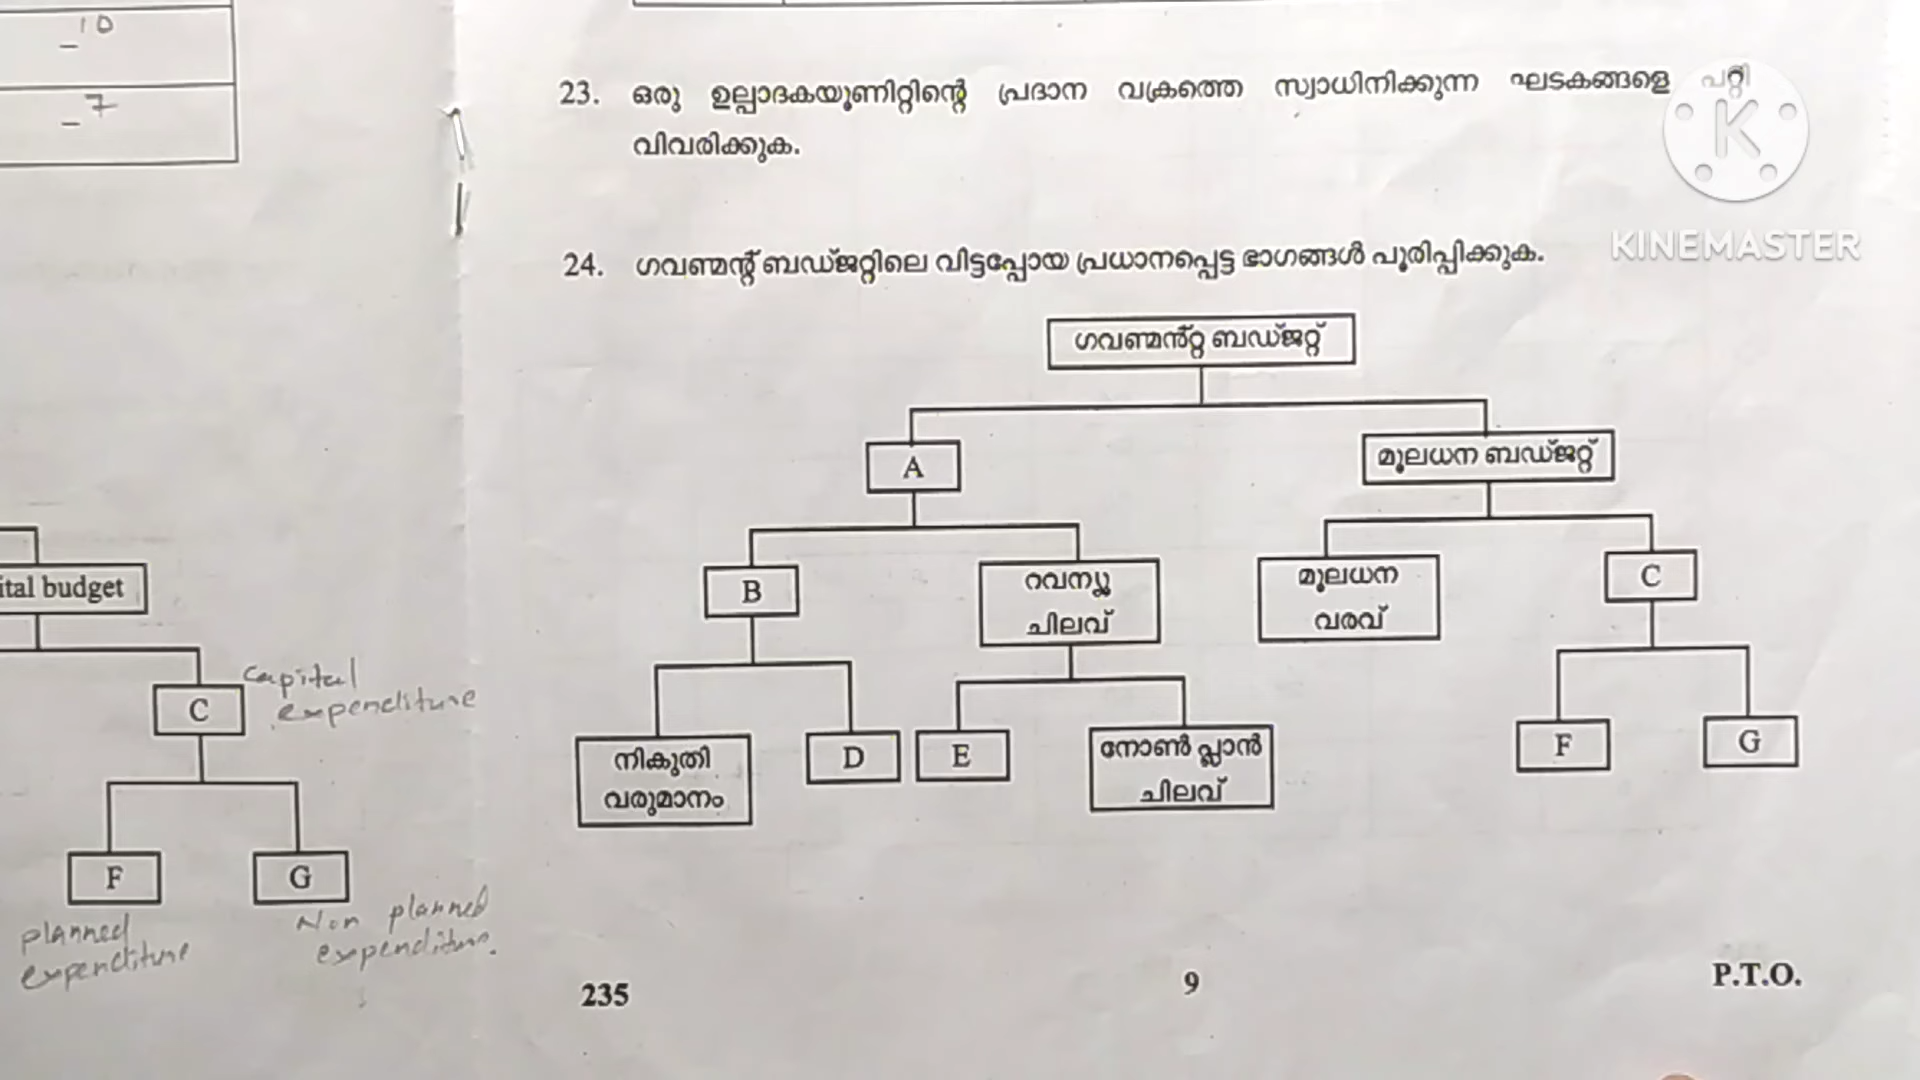 10
7
23. ഒരു ഉല്പാദകയൂണിറ്റിന്റെ പ്രദാന വക്രത്തെ സ്വാധിനിക്കുന്ന ഘടകങ്ങളെ പറ്റി
വിവരിക്കുക.
KINEMASTER
24. ഗവണ്മന്റ് ബഡ്ജറ്റിലെ വിട്ടപ്പോയ പ്രധാനപ്പെട്ട ഭാഗങ്ങൾ പൂരിപ്പിക്കുക.
ഗവണ്മൻ്റ ബഡ്ജറ്റ്
A
മൂലധന ബഡ്ജറ്റ്
B
റവന്യൂ
ചിലവ്
മൂലധന
വരവ്
C
നികുതി
വരുമാനം
D
E
നോൺ പ്ലാൻ
ചിലവ്
F
G
ital budget
C
capital
expenditure
F
G
planned
expenditure
Non planned
expenditure.
235
9
P.T.O.